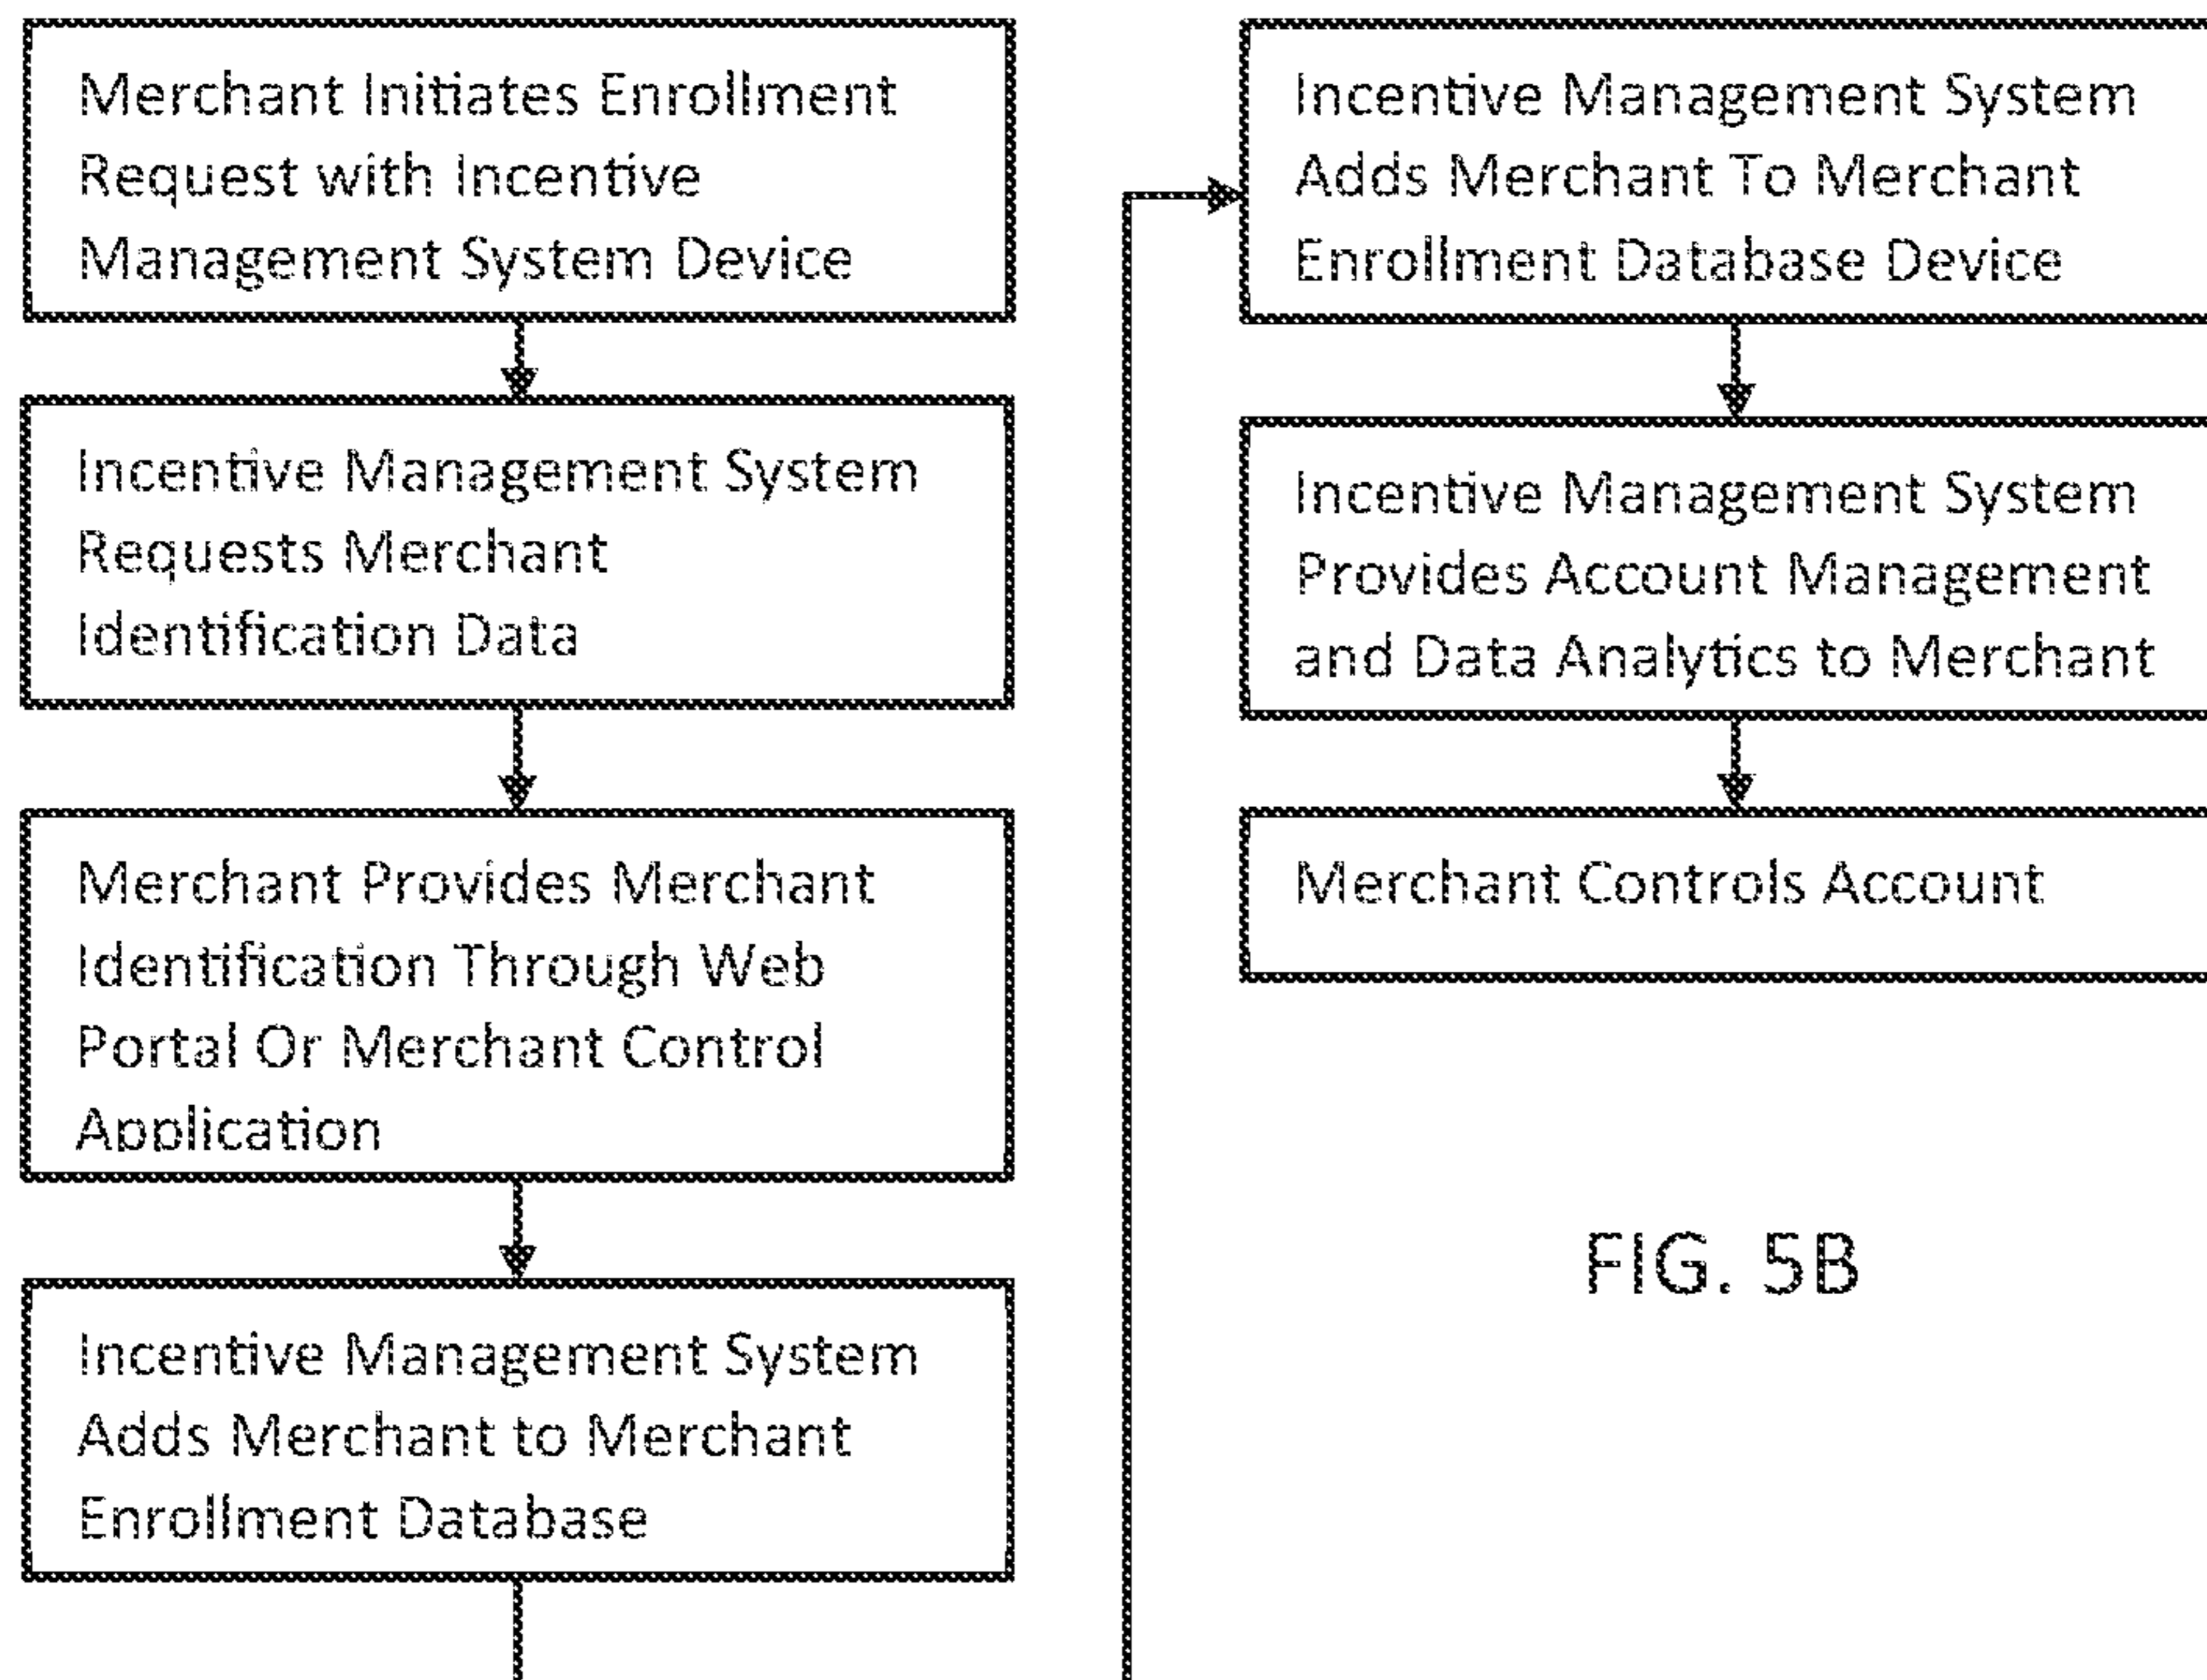 Merchant Initiates Enrollment
Request with Incentive
Management System Device
Incentive Management System
Requests Merchant
Identification Data
Merchant Provides Merchant
Identification Through Web
Portal Or Merchant Control
Application
Incentive Management System
Adds Merchant to Merchant
Enrollment Database
Incentive Management System
Adds Merchant To Merchant
Enrollment Database Device
Incentive Management System
Provides Account Management
and Data Analytics to Merchant
Merchant Controls Account
FIG. 5B